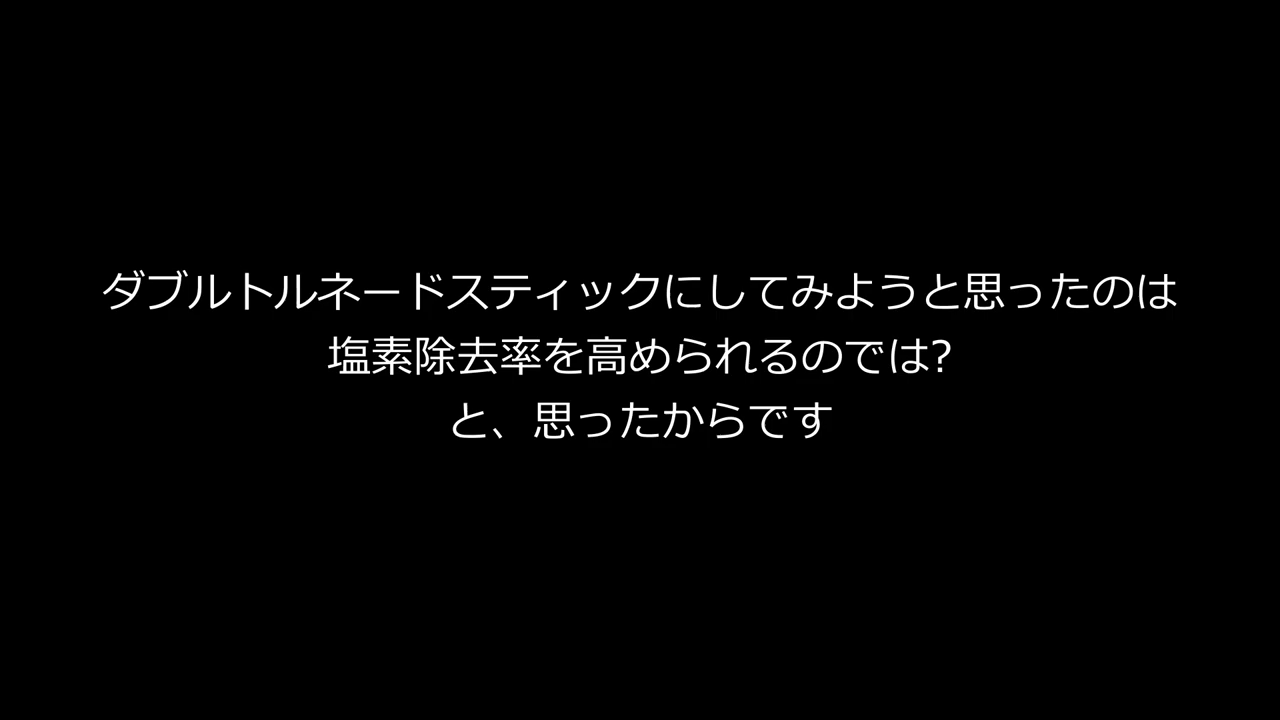 ダブルトルネードスティックにしてみようと思ったのは
塩素除去率を高められるのでは?
と、思ったからです